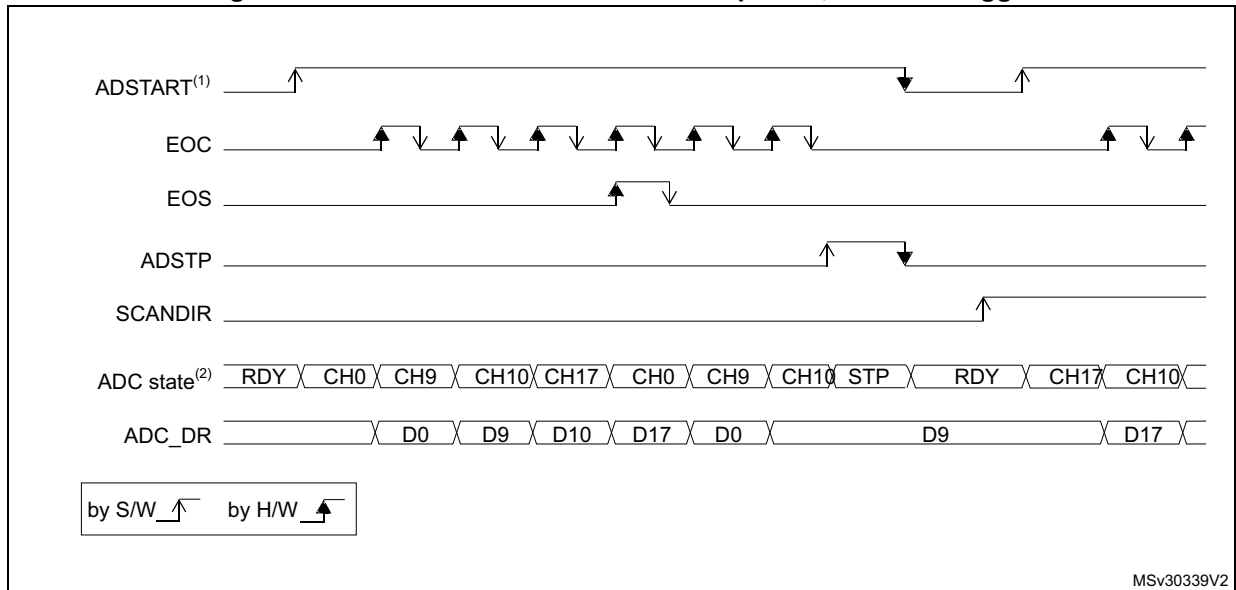 ADSTART(1)
EOC
EOS
ADSTP
SCANDIR
ADC state(2) RDY CH0 CH9 CH10 CH17 CH0 CH9 CH10 STP RDY CH17 CH10
ADC_DR D0 D9 D10 D17 D0 D9 D17
by S/W by H/W
MSv30339V2